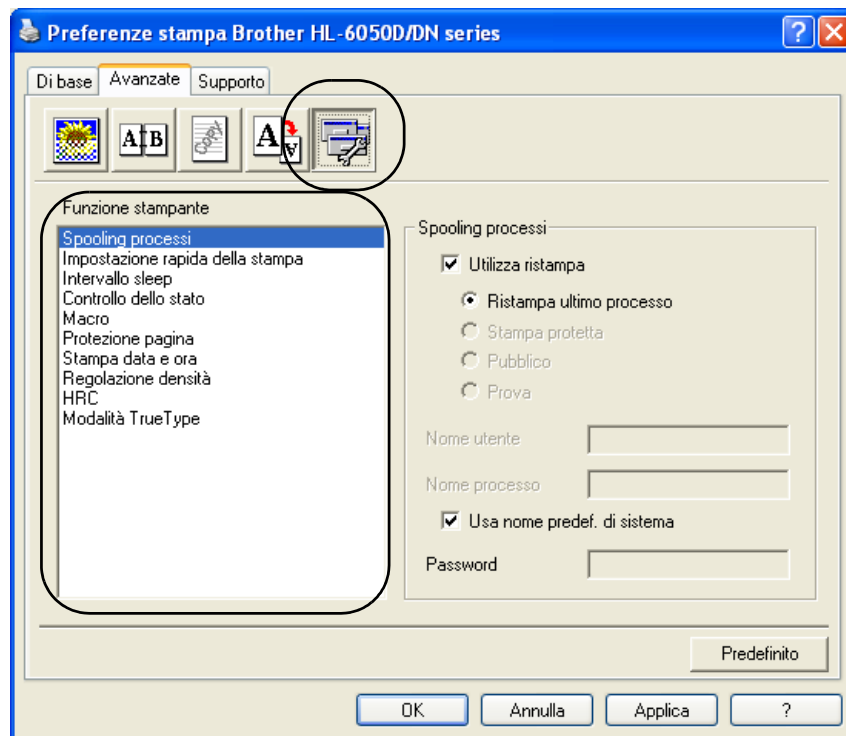 Preferenze stampa Brother HL-6050D/DN series
Di base Avanzate Supporto
A B copy A A
Funzione stampante
Spooling processi
Impostazione rapida della stampa
Intervallo sleep
Controllo dello stato
Macro
Protezione pagina
Stampa data e ora
Regolazione densità
HRC
Modalità TrueType
Spooling processi
Utilizza ristampa
Ristampa ultimo processo
Stampa protetta
Pubblico
Prova
Nome utente
Nome processo
Usa nome predef. di sistema
Password
Predefinito
OK Annulla Applica ?